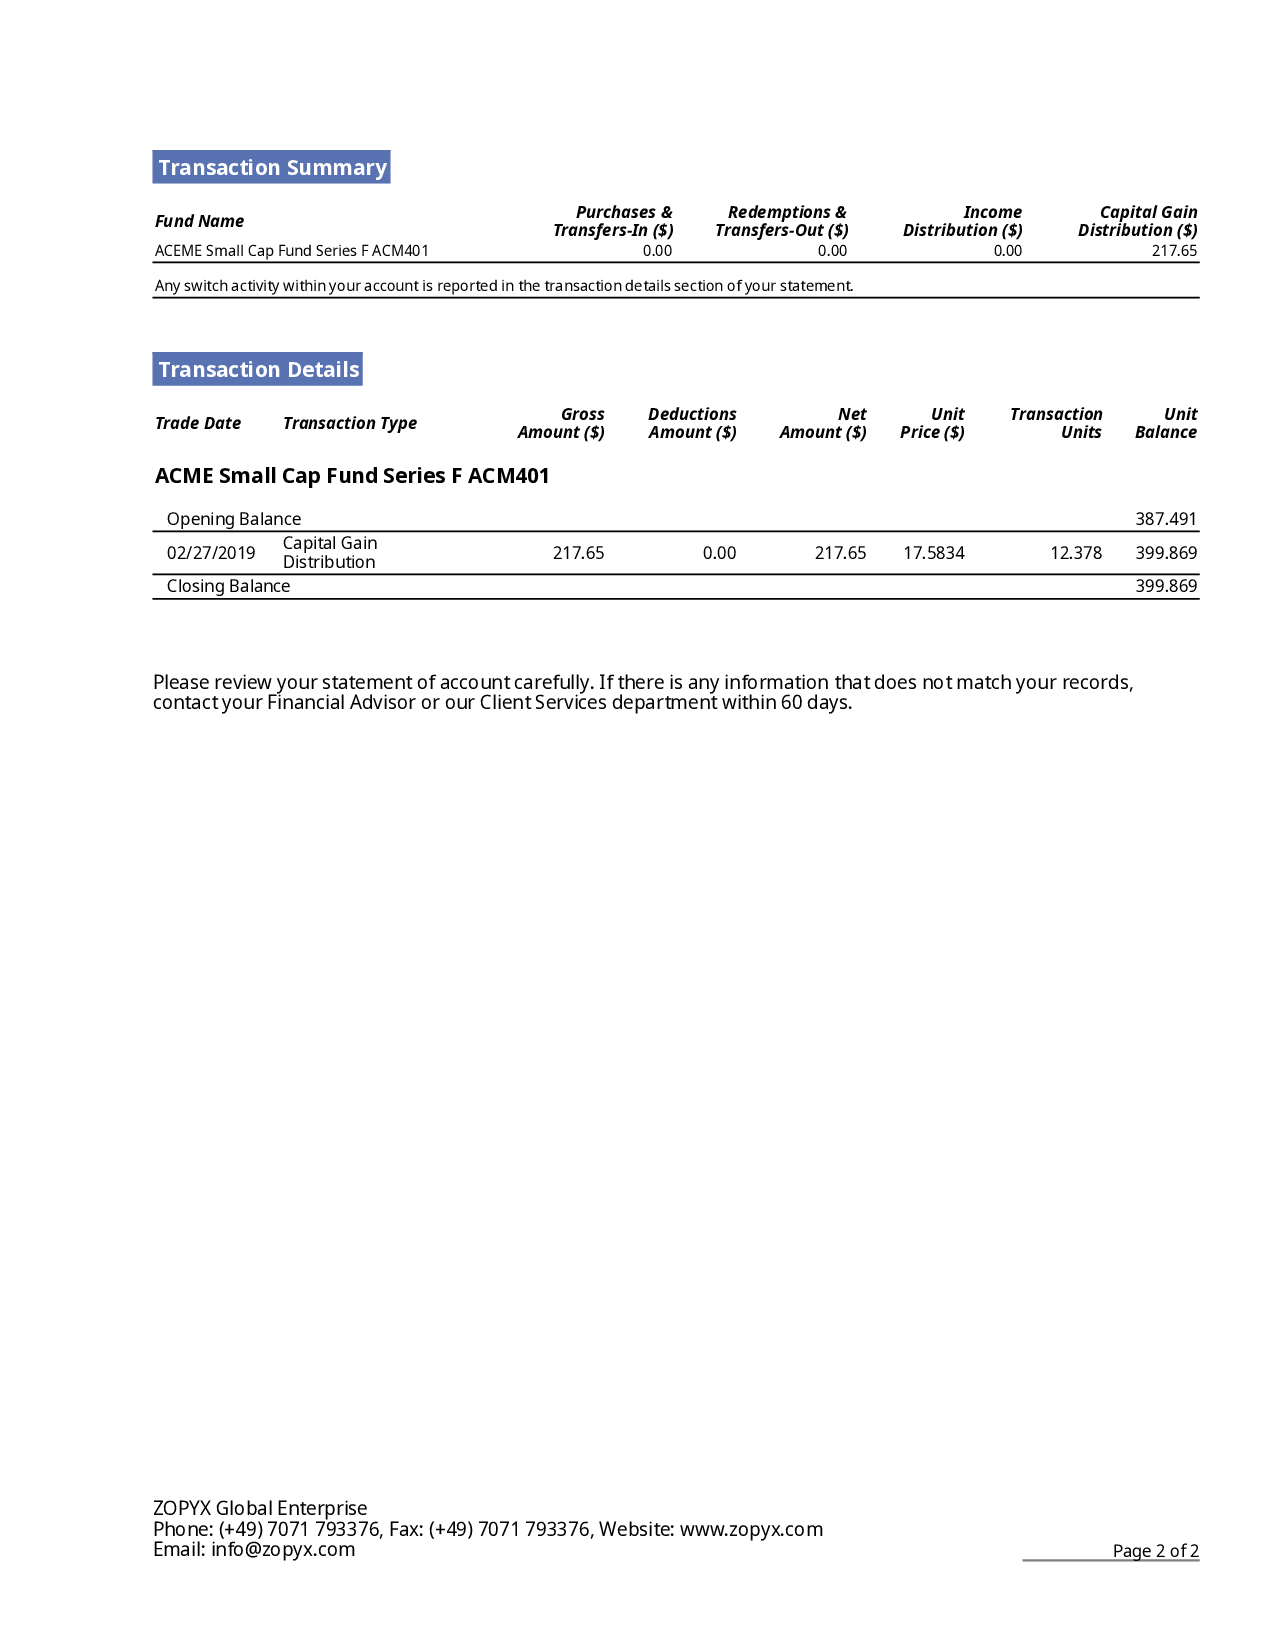 Transaction Summary
Fund Name Purchases & Transfers-In ($) Redemptions & Transfers-Out ($) Income Distribution ($) Capital Gain Distribution ($)
ACEME Small Cap Fund Series F ACM401 0.00 0.00 0.00 217.65
Any switch activity within your account is reported in the transaction details section of your statement.
Transaction Details
Trade Date Transaction Type Gross Amount ($) Deductions Amount ($) Net Amount ($) Unit Price ($) Transaction Units Unit Balance
ACME Small Cap Fund Series F ACM401
Opening Balance 387.491
02/27/2019 Capital Gain Distribution 217.65 0.00 217.65 17.5834 12.378 399.869
Closing Balance 399.869
Please review your statement of account carefully. If there is any information that does not match your records,
contact your Financial Advisor or our Client Services department within 60 days.
ZOPYX Global Enterprise
Phone: (+49) 7071 793376, Fax: (+49) 7071 793376, Website: www.zopyx.com
Email: info@zopyx.com
Page 2 of 2